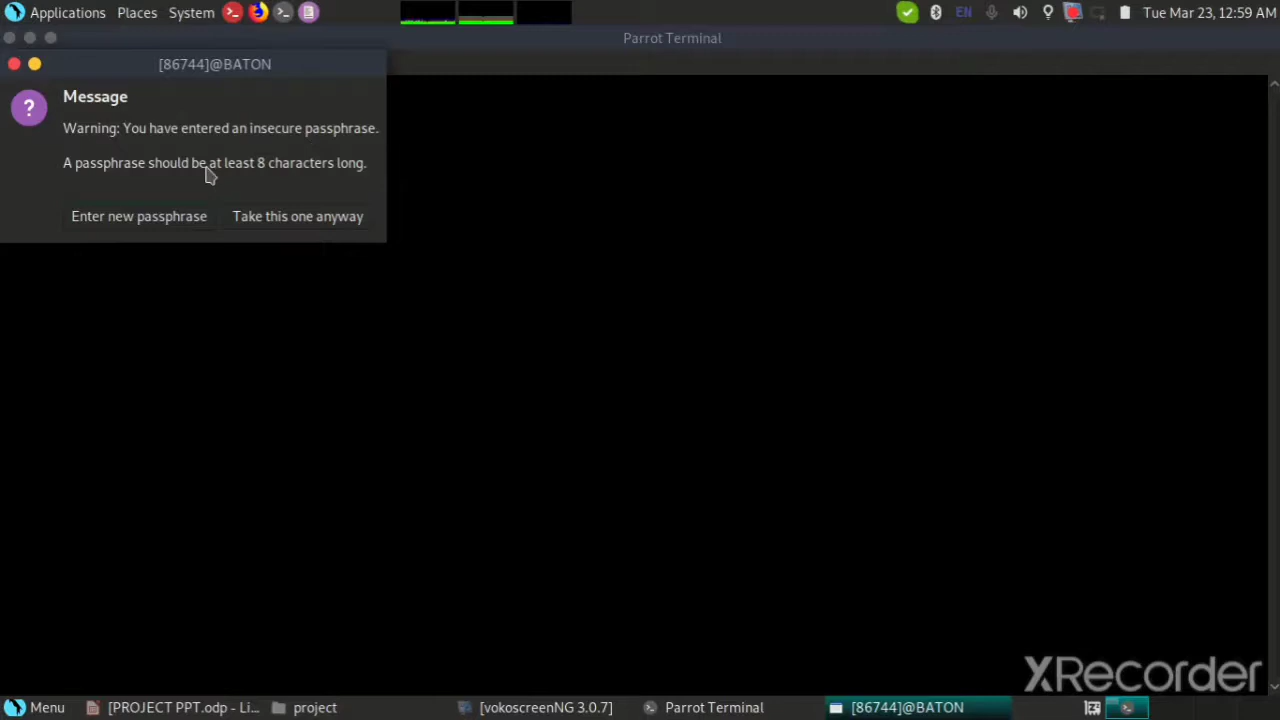 Applications Places System EN Tue Mar 23, 12:59 AM
Parrot Terminal
[86744]@BATON
Message
? Warning: You have entered an insecure passphrase.
A passphrase should be at least 8 characters long.
Enter new passphrase Take this one anyway
XRecorder
Menu [PROJECT PPT.odp - Li... project [vokoscreenNG 3.0.7] Parrot Terminal [86744]@BATON